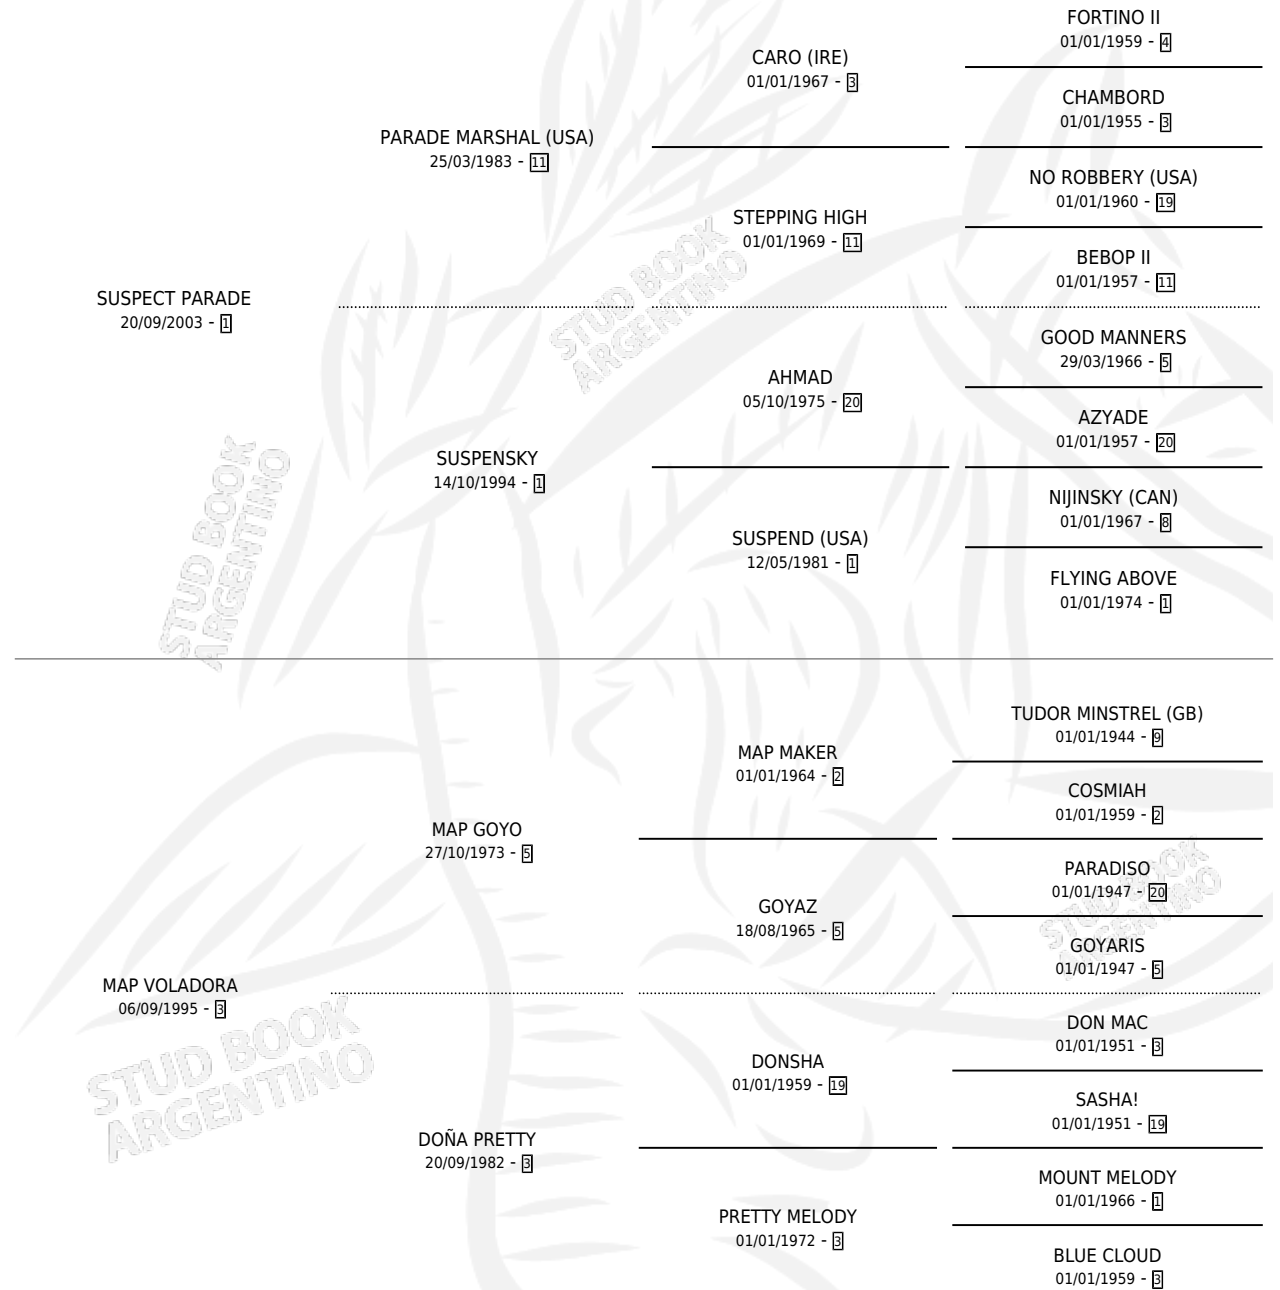 FORTINO II
01/01/1959 - 4
CARO (IRE)
01/01/1967 - 3
CHAMBORD
01/01/1955 - 3
PARADE MARSHAL (USA)
25/03/1983 - 11
NO ROBBERY (USA)
01/01/1960 - 19
STEPPING HIGH
01/01/1969 - 11
BEBOP II
01/01/1957 - 11
SUSPECT PARADE
20/09/2003 - 1
STUD BOOK
ARGENTINO
GOOD MANNERS
29/03/1966 - 5
AHMAD
05/10/1975 - 20
AZYADE
01/01/1957 - 20
SUSPENSKY
14/10/1994 - 1
NIJINSKY (CAN)
01/01/1967 - 8
SUSPEND (USA)
12/05/1981 - 1
FLYING ABOVE
01/01/1974 - 1
STUD BOOK
ARGENTINO
TUDOR MINSTREL (GB)
01/01/1944 - 9
MAP MAKER
01/01/1964 - 2
COSMIAH
01/01/1959 - 2
MAP GOYO
27/10/1973 - 5
PARADISO
01/01/1947 - 20
GOYAZ
18/08/1965 - 5
GOYARIS
01/01/1947 - 5
STUD BOOK
ARGENTINO
MAP VOLADORA
06/09/1995 - 3
DON MAC
01/01/1951 - 3
DONSHA
01/01/1959 - 19
SASHA!
01/01/1951 - 19
STUD BOOK
ARGENTINO
DOÑA PRETTY
20/09/1982 - 3
MOUNT MELODY
01/01/1966 - 1
PRETTY MELODY
01/01/1972 - 3
BLUE CLOUD
01/01/1959 - 3